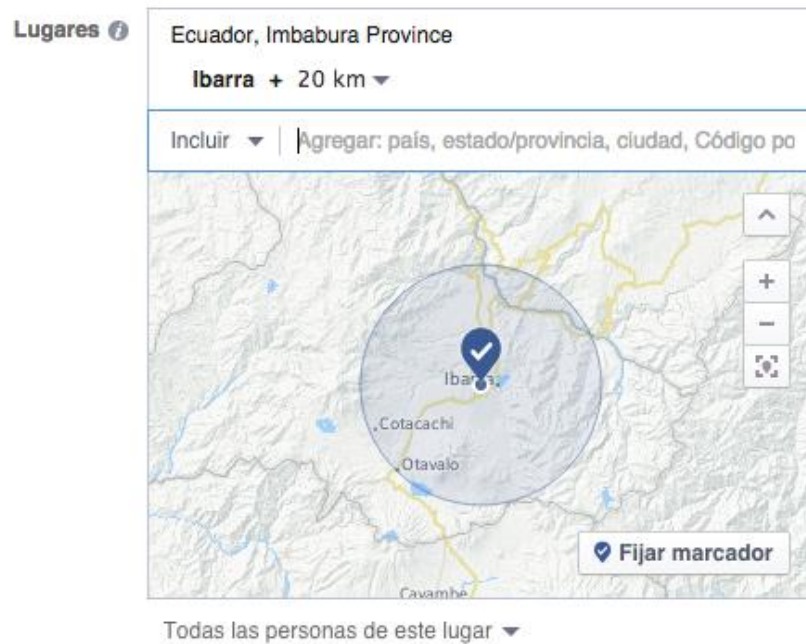 Lugares
Ecuador, Imbabura Province
Ibarra + 20 km
Incluir
Agregar: país, estado/provincia, ciudad, Código po
Ibarra
Cotacachi
Otavalo
Fijar marcador
Cayambe
Todas las personas de este lugar